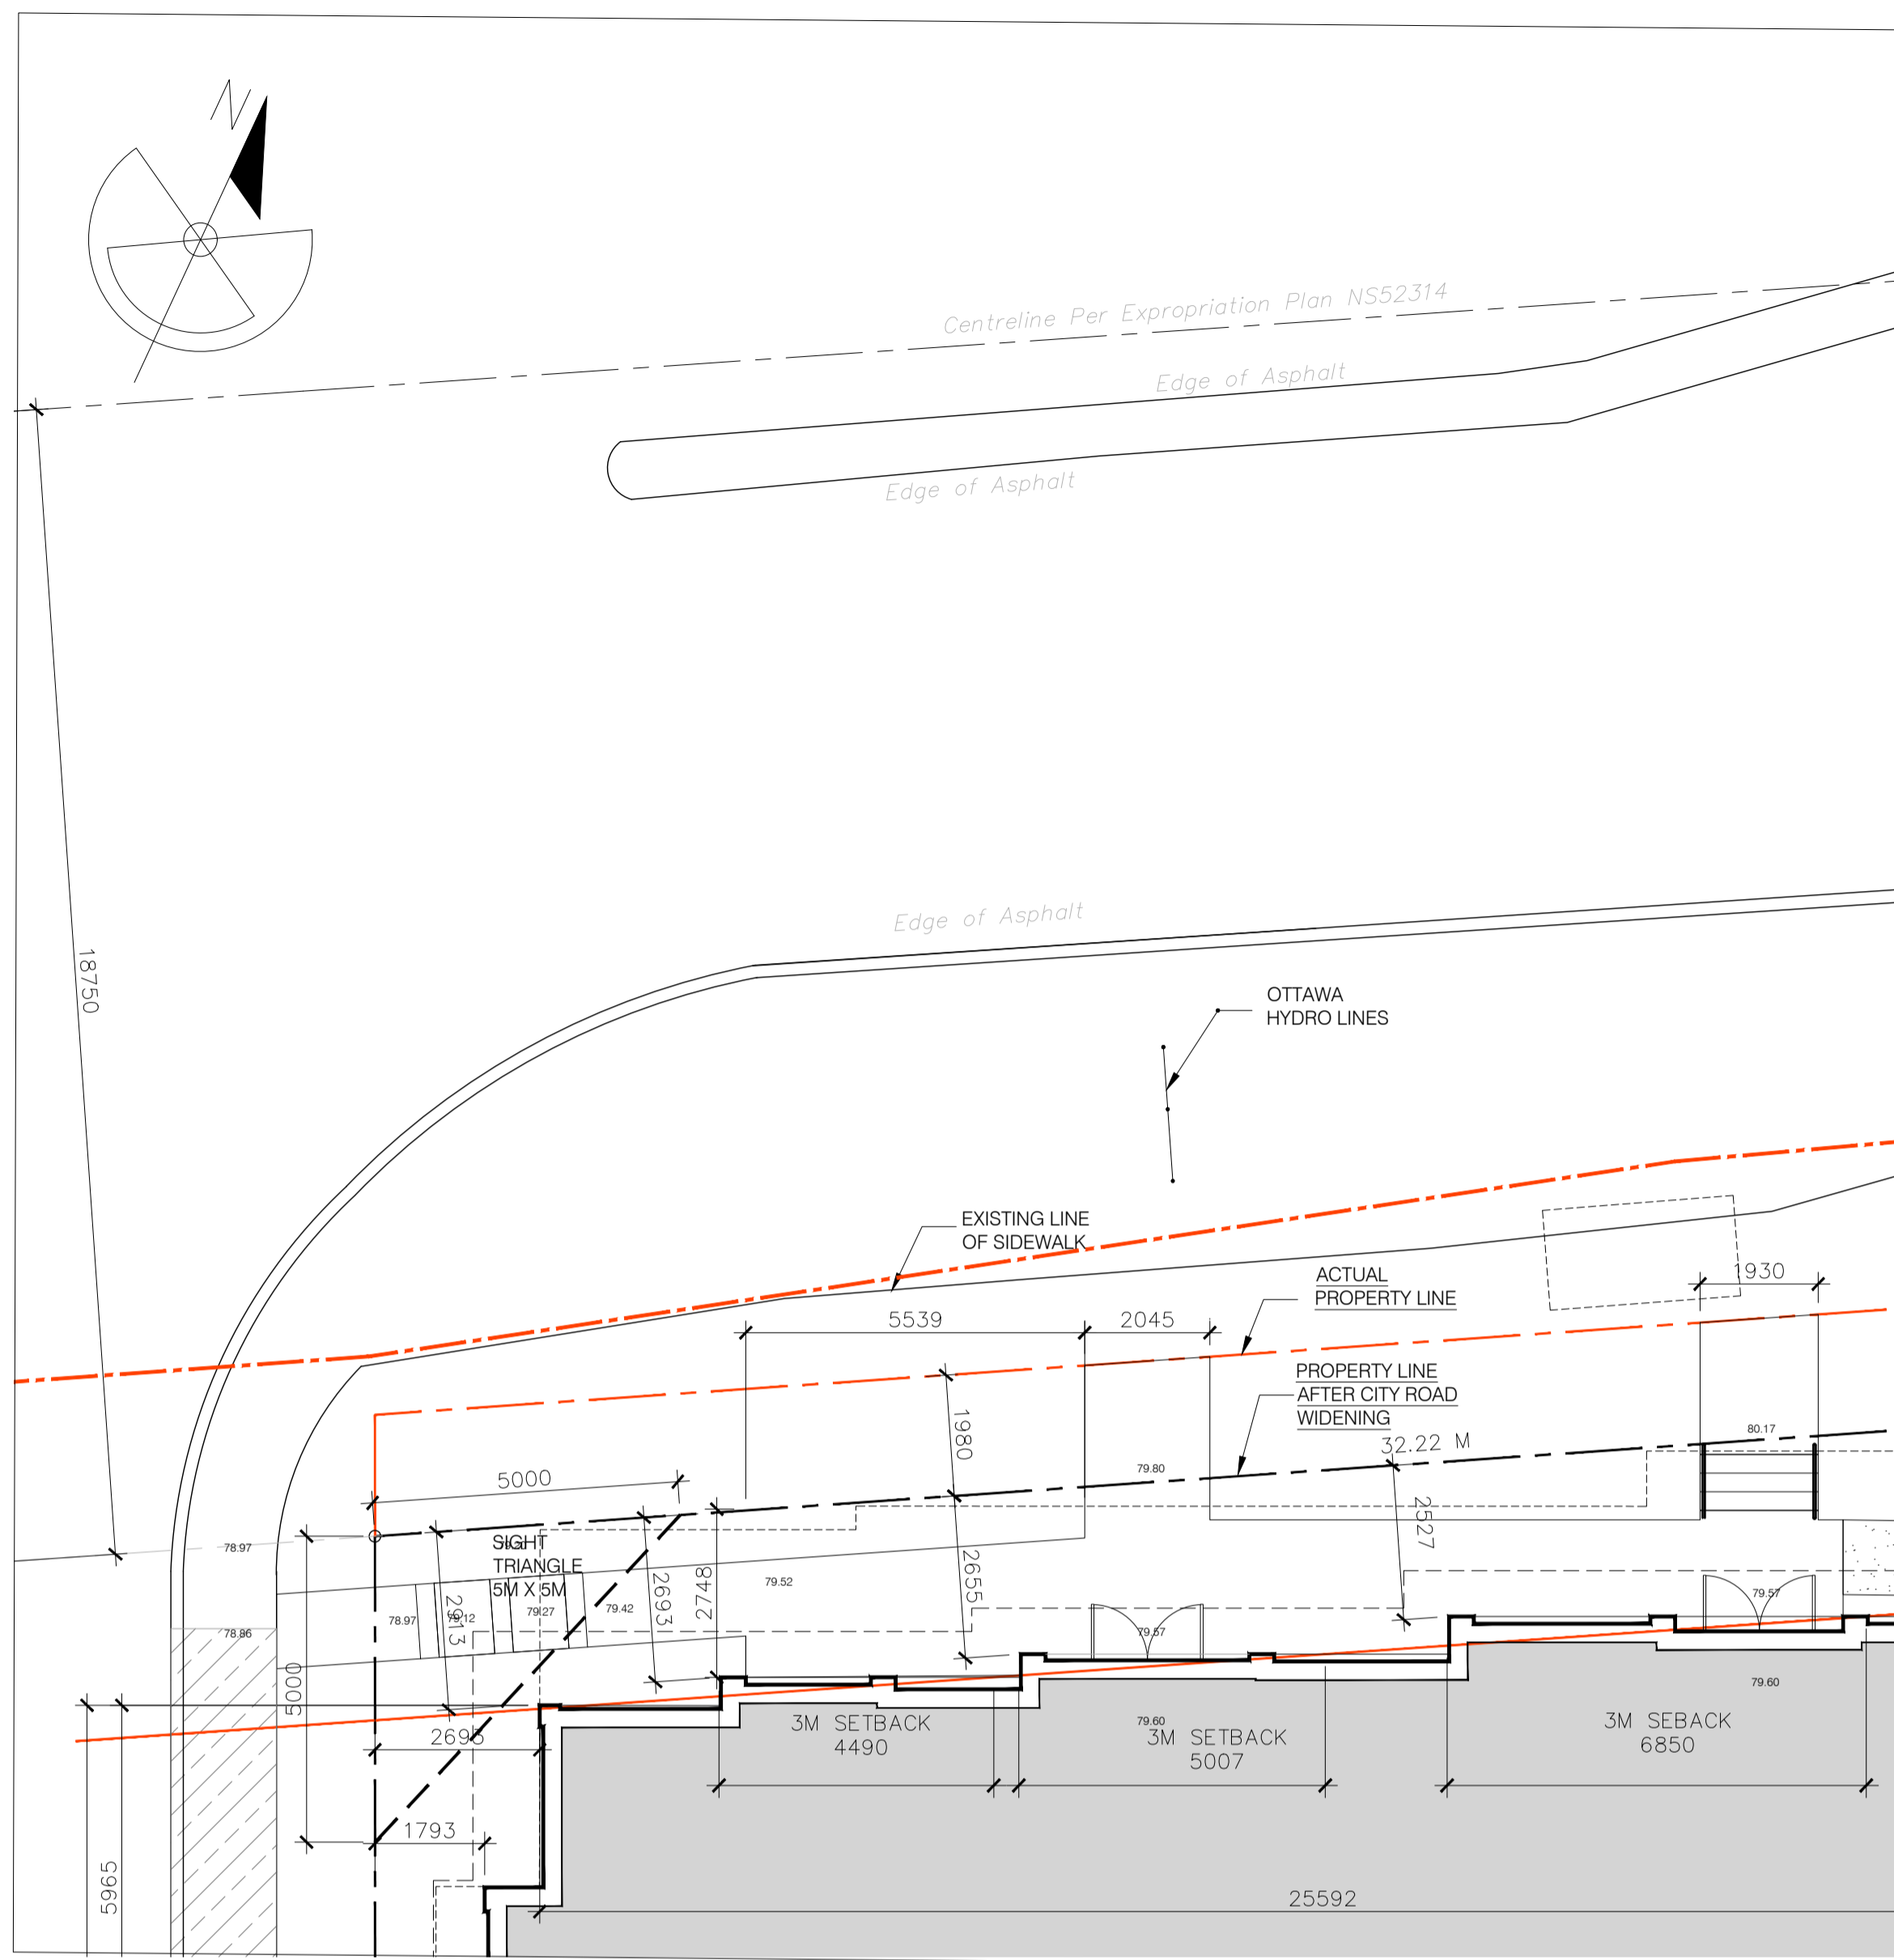 N
Centreline Per Expropriation Plan NS52314
Edge of Asphalt
Edge of Asphalt
18750
Edge of Asphalt
OTTAWA
HYDRO LINES
EXISTING LINE
OF SIDEWALK
ACTUAL
PROPERTY LINE
1930
5539
2045
PROPERTY LINE
AFTER CITY ROAD
WIDENING
1980
32.22 M
80.17
79.80
5000
78.97
SIGHT
TRIANGLE
5M X 5M
2913
2693
2748
2655
2527
79.52
78.97
79.12
79.27
79.42
79.57
79.57
78.86
5000
2693
3M SETBACK
4490
79.60
3M SETBACK
5007
79.60
3M SEBACK
6850
1793
5965
25592